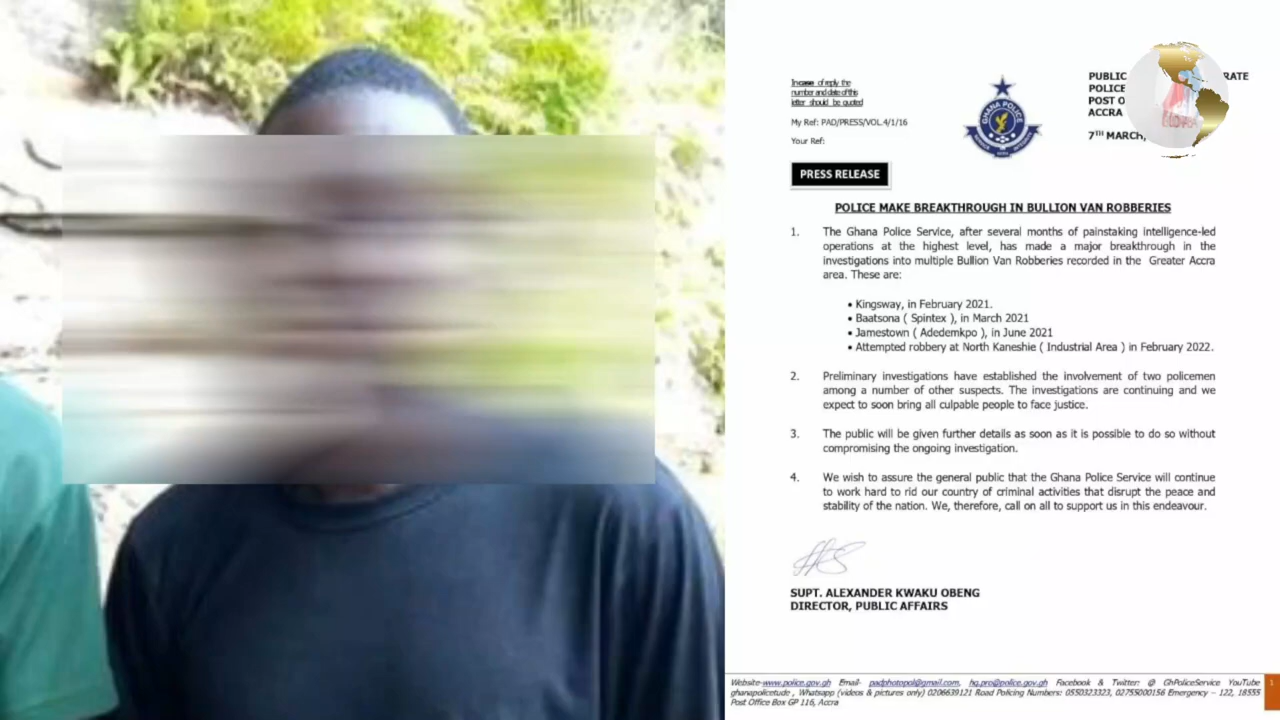 In case of reply the
number and date of this
letter should be quoted
My Ref: PAD/PRESS/VOL.4/1/16
Your Ref:
GHANA POLICE
PUBLIC RATE
POLICE
POST O
ACCRA
7TH MARCH,
PRESS RELEASE
POLICE MAKE BREAKTHROUGH IN BULLION VAN ROBBERIES
1. The Ghana Police Service, after several months of painstaking intelligence-led
operations at the highest level, has made a major breakthrough in the
investigations into multiple Bullion Van Robberies recorded in the Greater Accra
area. These are:
• Kingsway, in February 2021.
• Baatsona ( Spintex ), in March 2021
• Jamestown ( Adedemkpo ), in June 2021
• Attempted robbery at North Kaneshie ( Industrial Area ) in February 2022.
2. Preliminary investigations have established the involvement of two policemen
among a number of other suspects. The investigations are continuing and we
expect to soon bring all culpable people to face justice.
3. The public will be given further details as soon as it is possible to do so without
compromising the ongoing investigation.
4. We wish to assure the general public that the Ghana Police Service will continue
to work hard to rid our country of criminal activities that disrupt the peace and
stability of the nation. We, therefore, call on all to support us in this endeavour.
SUPT. ALEXANDER KWAKU OBENG
DIRECTOR, PUBLIC AFFAIRS
Website-www.police.gov.gh Email- padphotopol@gmail.com, hq.pro@police.gov.gh Facebook & Twitter: @ GhPoliceService YouTube
ghanapolicetude , Whatsapp (videos & pictures only) 0206639121 Road Policing Numbers: 0550323323, 02755000156 Emergency – 122, 18555
Post Office Box GP 116, Accra
1